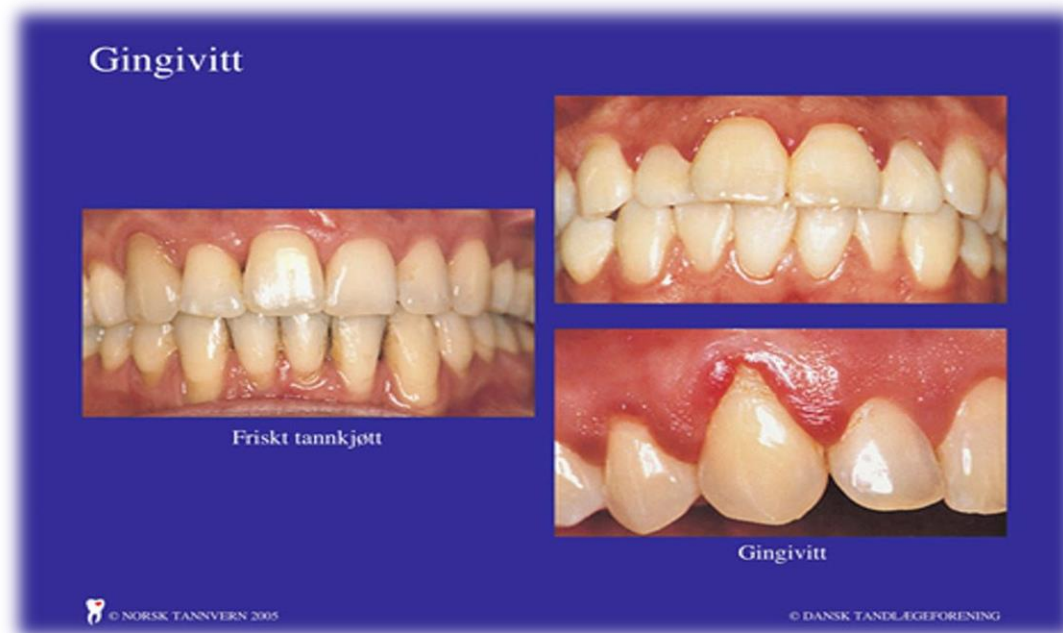 Gingivitt
Friskt tannkjøtt
Gingivitt
© NORSK TANNVERN 2005
© DANSK TANDLÆGEFORENING